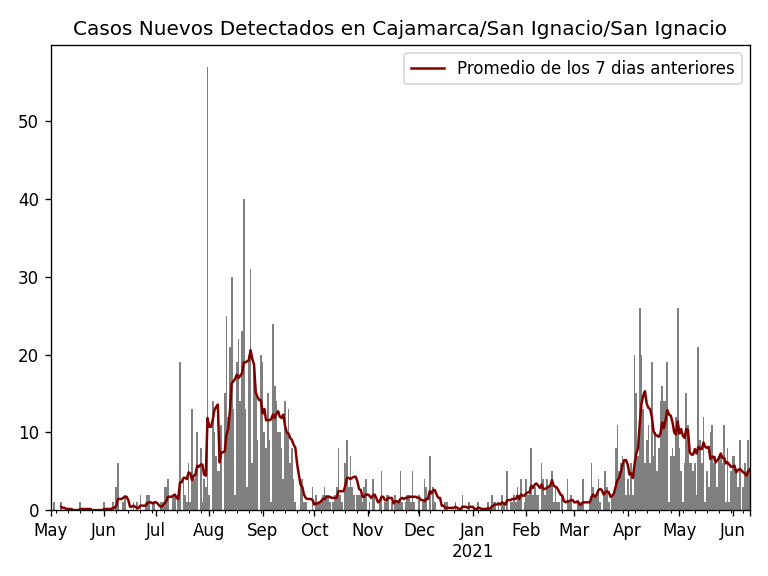 Casos Nuevos Detectados en Cajamarca/San Ignacio/San Ignacio
Promedio de los 7 dias anteriores
50
40
30
20
10
0
May Jun Jul Aug Sep Oct Nov Dec Feb Mar Apr May Jun
2021